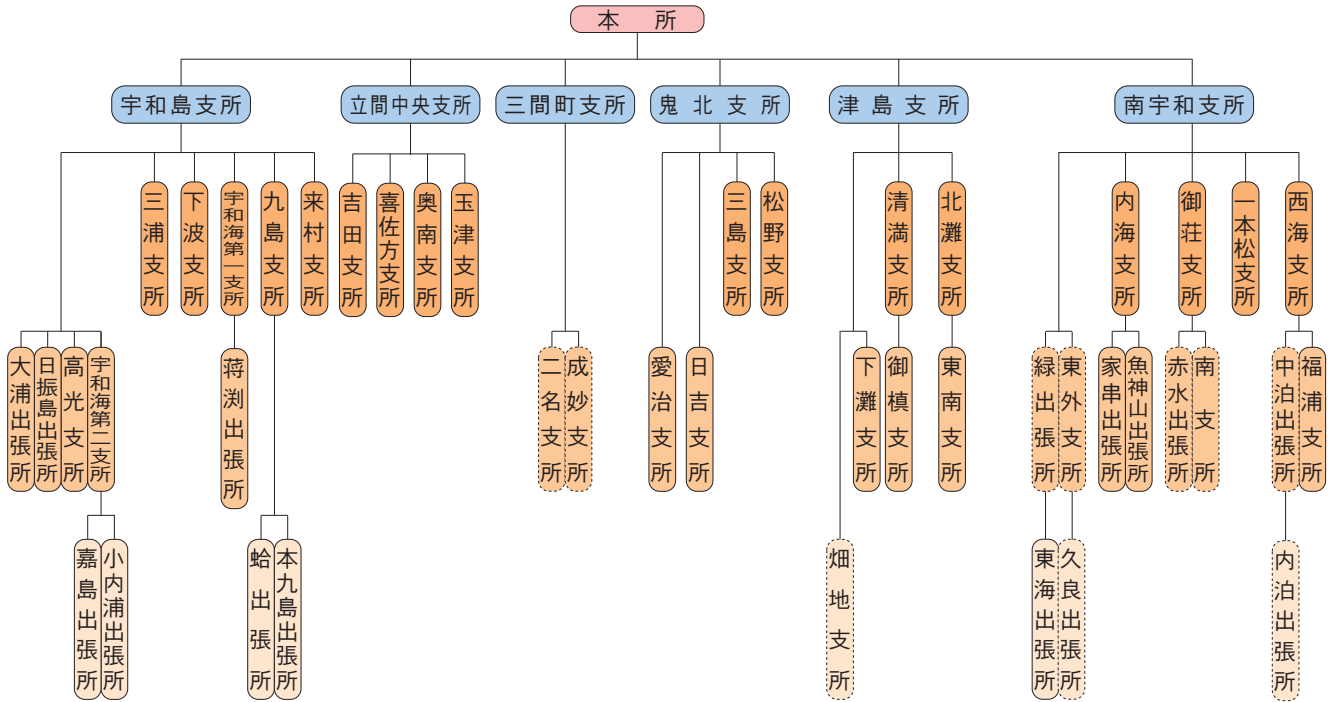 本所
宇和島支所
立間中央支所
三間町支所
鬼北支所
津島支所
南宇和支所
三浦支所
下波支所
宇和海第一支所
九島支所
来村支所
吉田支所
喜佐方支所
奥南支所
玉津支所
三島支所
松野支所
清満支所
北灘支所
内海支所
御荘支所
一本松支所
西海支所
大浦出張所
日振島出張所
高光支所
宇和海第二支所
蒋渕出張所
二名支所
成妙支所
愛治支所
日吉支所
下灘支所
御槙支所
東南支所
緑出張所
東外支所
家串出張所
魚神山出張所
赤水出張所
南支所
中泊出張所
福浦支所
嘉島出張所
小内浦出張所
蛤出張所
本九島出張所
畑地支所
東海出張所
久良出張所
内泊出張所